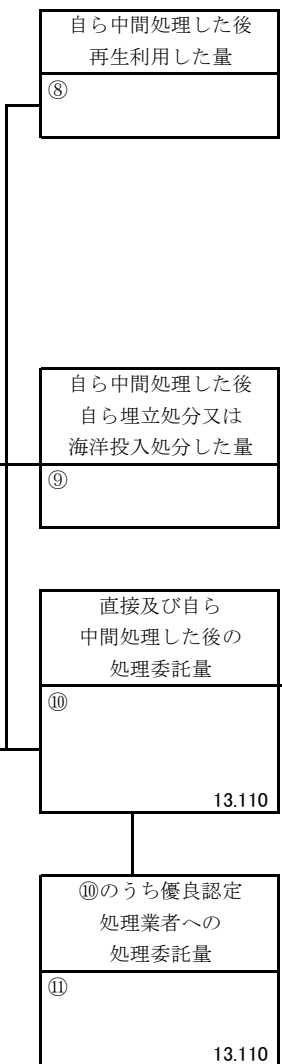 自ら中間処理した後
再生利用した量
⑧
自ら中間処理した後
自ら埋立処分又は
海洋投入処分した量
⑨
直接及び自ら
中間処理した後の
処理委託量
⑩
13.110
⑩のうち優良認定
処理業者への
処理委託量
⑪
13.110